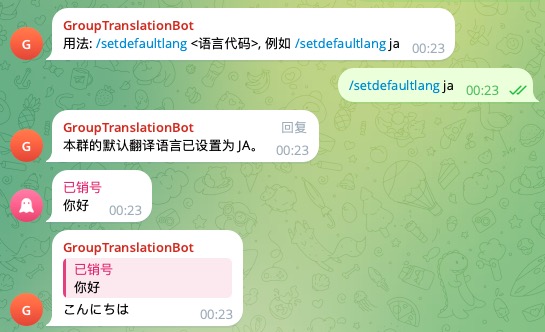 GroupTranslationBot
用法: /setdefaultlang <语言代码>, 例如 /setdefaultlang ja 00:23
/setdefaultlang ja 00:23
GroupTranslationBot 回复
本群的默认翻译语言已设置为 JA。 00:23
已销号
你好 00:23
GroupTranslationBot
已销号
你好
こんにちは 00:23
G
G
G